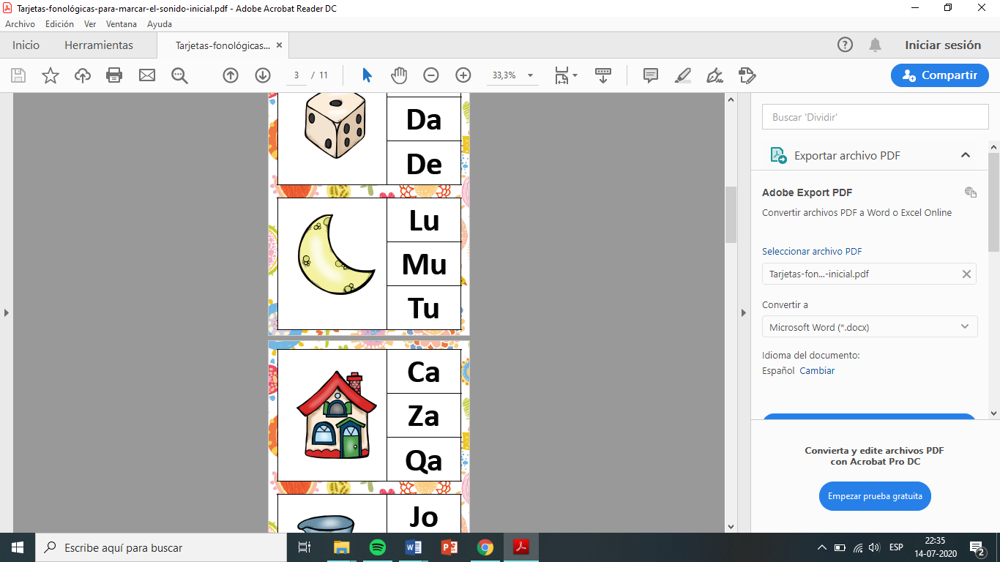 Tarjetas-fonológicas-para-marcar-el-sonido-inicial.pdf - Adobe Acrobat Reader DC
Archivo Edición Ver Ventana Ayuda
Inicio Herramientas Tarjetas-fonológicas... Iniciar sesión
3 / 11 33,3% Compartir
Da
De
Lu
Mu
Tu
Ca
Za
Qa
Jo
Buscar 'Dividir'
Exportar archivo PDF
Adobe Export PDF
Convertir archivos PDF a Word o Excel Online
Seleccionar archivo PDF
Tarjetas-fon...-inicial.pdf
Convertir a
Microsoft Word (*.docx)
Idioma del documento:
Español Cambiar
Convierta y edite archivos PDF
con Acrobat Pro DC
Empezar prueba gratuita
Escribe aquí para buscar
ESP
22:35
14-07-2020
2